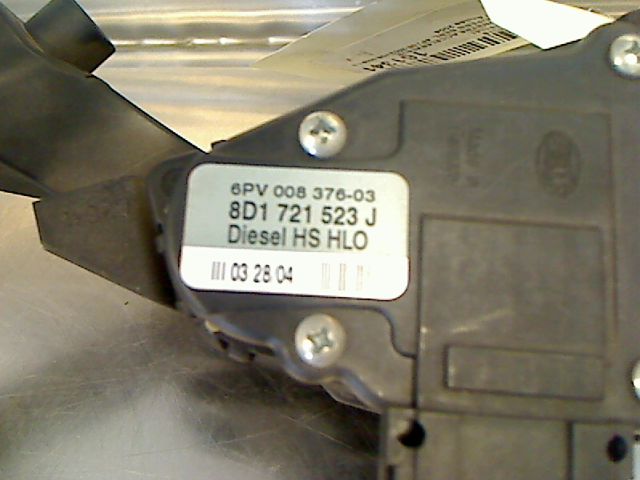 6PV 008 376-03
8D1 721 523 J
Diesel HS HLO
03 28 04